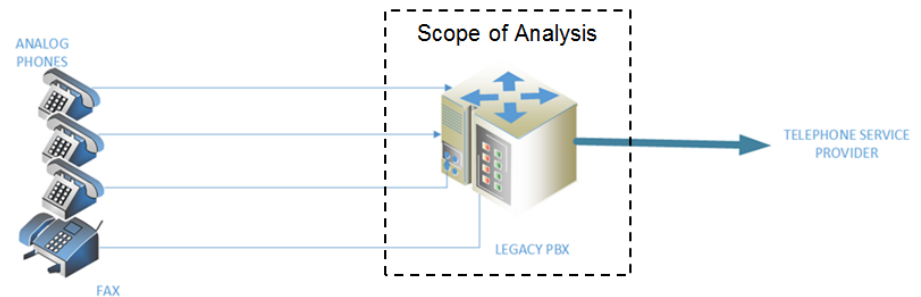 Scope of Analysis
ANALOG
PHONES
TELEPHONE SERVICE
PROVIDER
LEGACY PBX
FAX